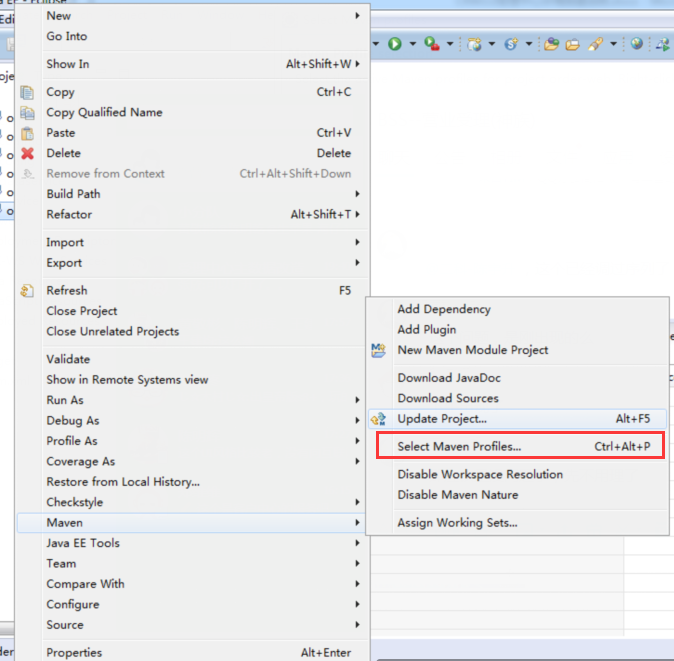 New
Go Into
Show In Alt+Shift+W
Copy Ctrl+C
Copy Qualified Name
Paste Ctrl+V
Delete Delete
Remove from Context Ctrl+Alt+Shift+Down
Build Path
Refactor Alt+Shift+T
Import
Export
Refresh F5
Close Project
Close Unrelated Projects
Validate
Show in Remote Systems view
Run As
Debug As
Profile As
Coverage As
Restore from Local History...
Checkstyle
Maven
Java EE Tools
Team
Compare With
Configure
Source
Properties Alt+Enter
Add Dependency
Add Plugin
New Maven Module Project
Download JavaDoc
Download Sources
Update Project... Alt+F5
Select Maven Profiles... Ctrl+Alt+P
Disable Workspace Resolution
Disable Maven Nature
Assign Working Sets...